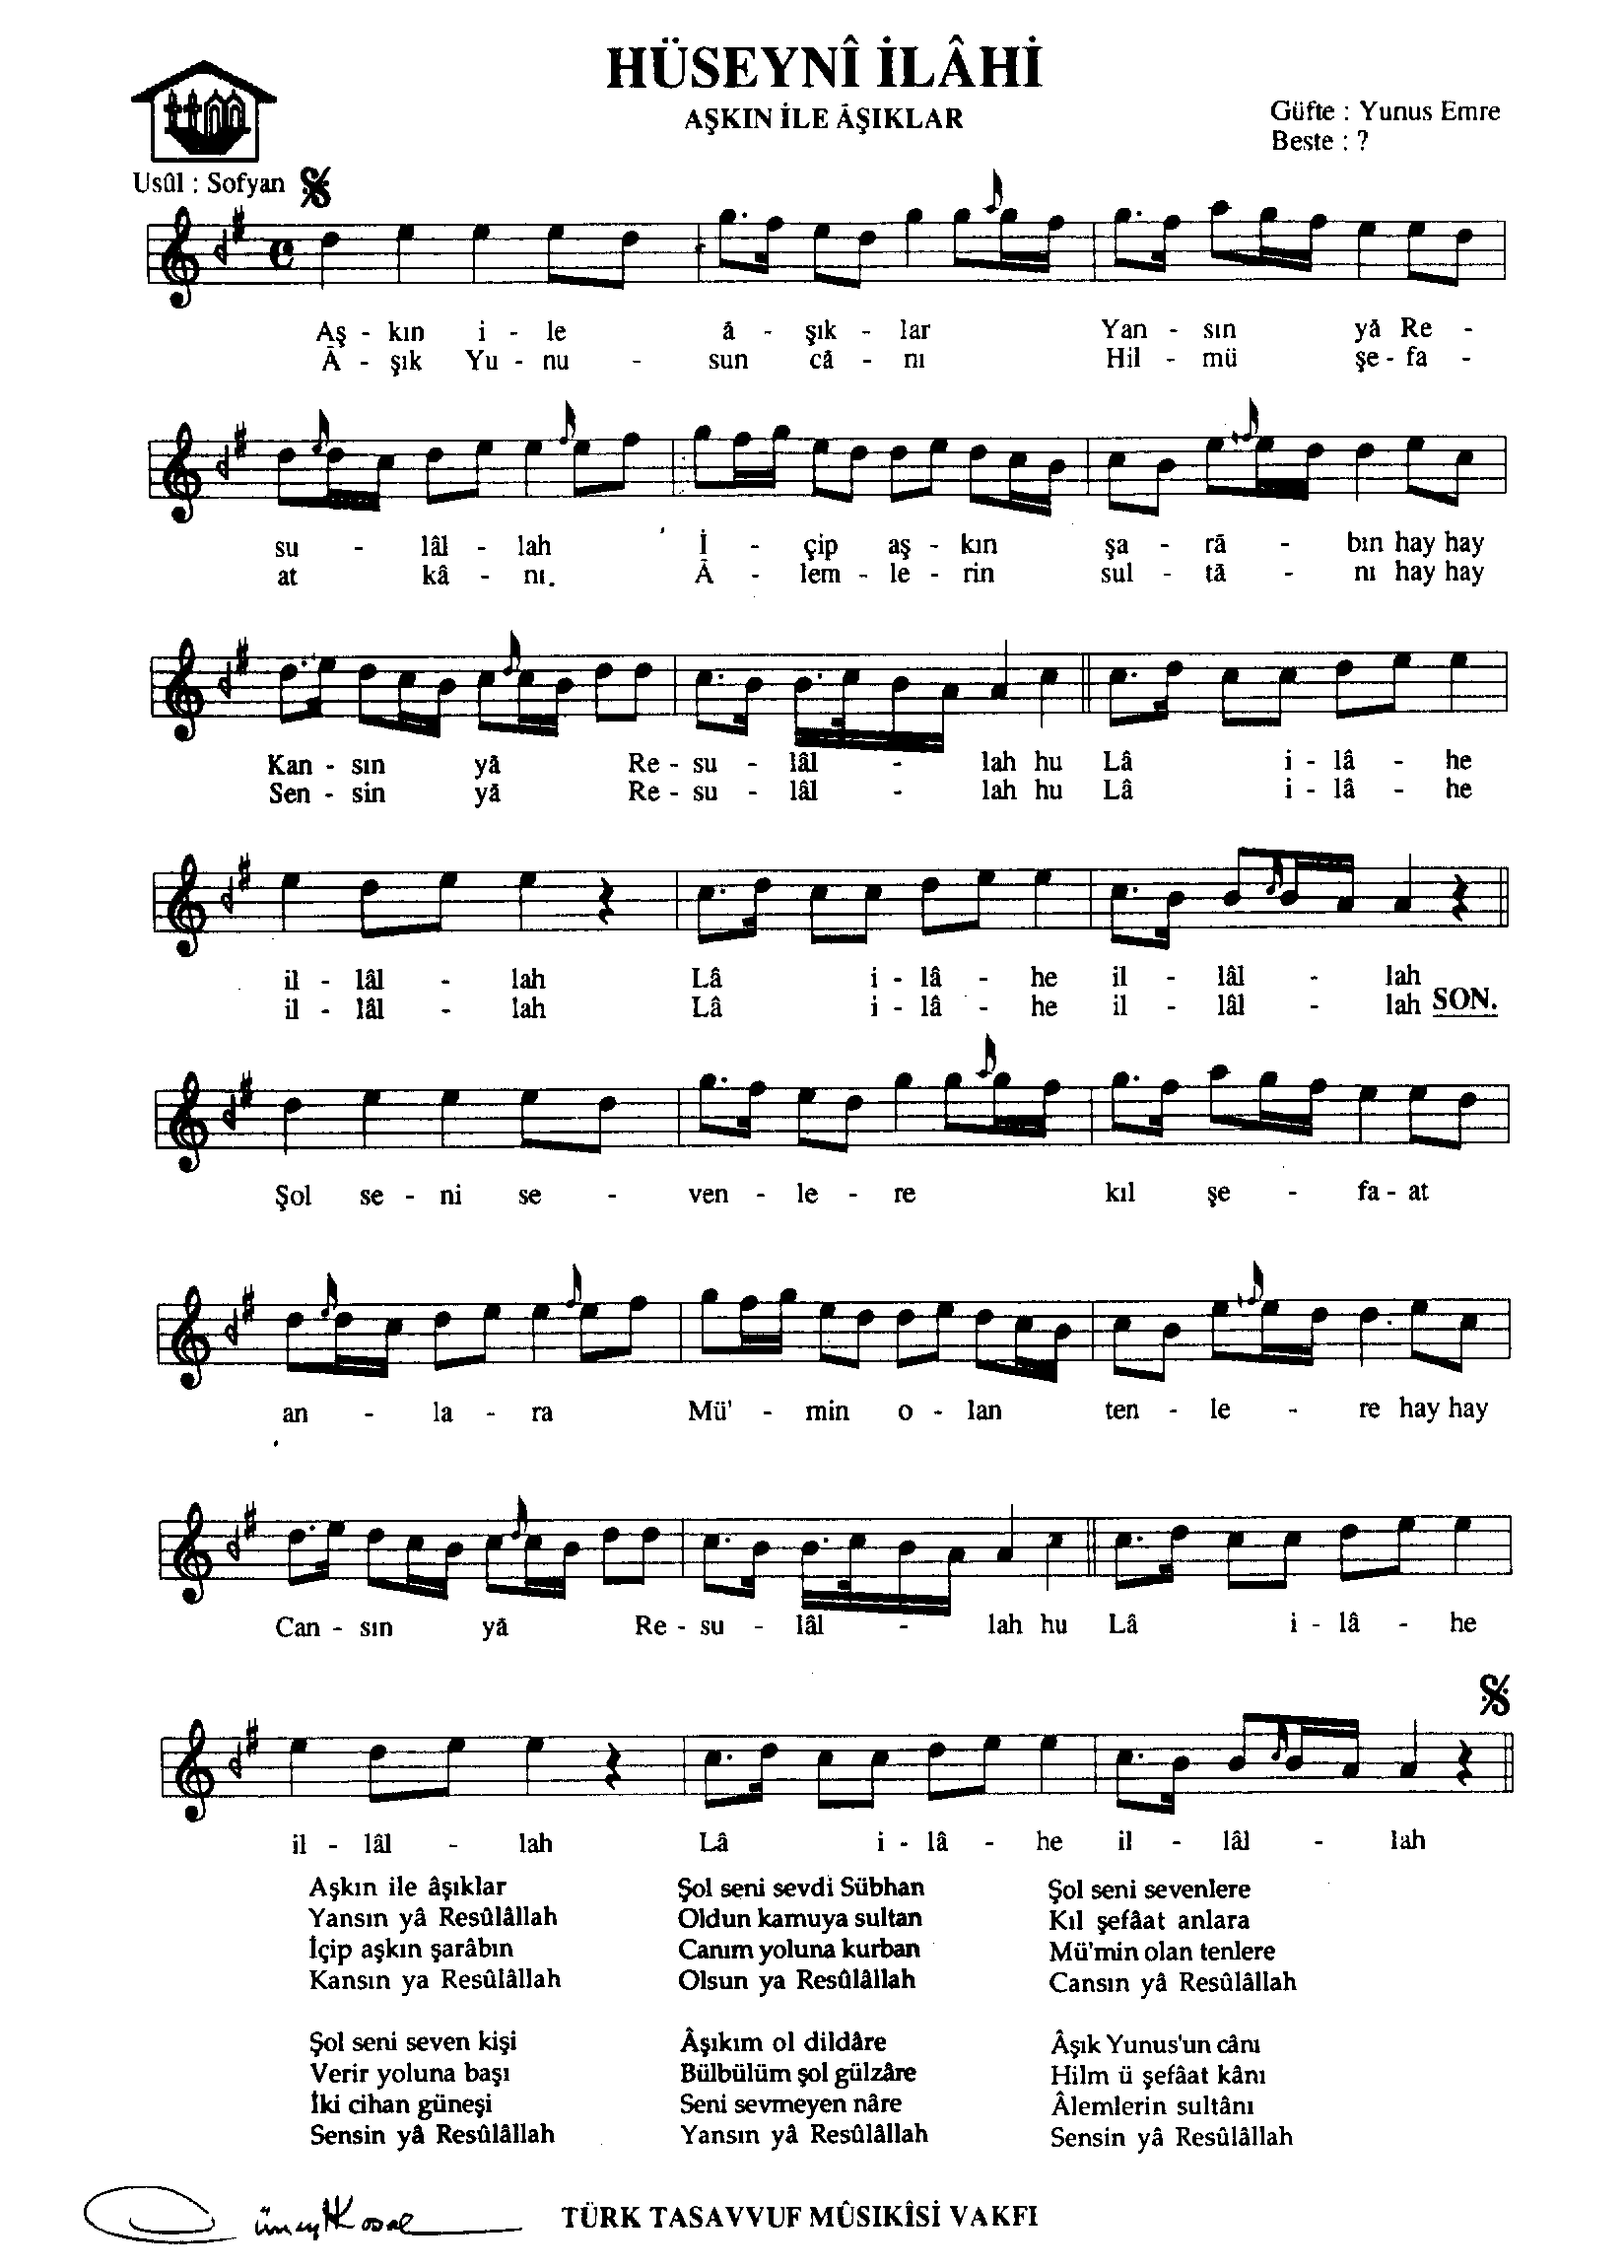 HÜSEYNÎ İLÂHİ
AŞKIN İLE ÂŞIKLAR
Güfte : Yunus Emre
Beste : ?
Usûl : Sofyan
Aş - kın i - le â - şık - lar Yan - sın yâ Re -
Â - şık Yu - nu - sun câ - nı Hil - mü şe - fa -
su - lâl - lah İ - çip aş - kın şa - râ - bın hay hay
at kâ - nı. Â - lem - le - rin sul - tâ - nı hay hay
Kan - sın yâ Re - su - lâl - lah hu Lâ i - lâ - he
Sen - sin yâ Re - su - lâl - lah hu Lâ i - lâ - he
il - lâl - lah Lâ i - lâ - he il - lâl - lah
il - lâl - lah Lâ i - lâ - he il - lâl - lah SON.
Şol se - ni se - ven - le - re kıl şe - fa - at
an - la - ra Mü' - min o - lan ten - le - re hay hay
Can - sın yâ Re - su - lâl - lah hu Lâ i - lâ - he
il - lâl - lah Lâ i - lâ - he il - lâl - lah
Aşkın ile âşıklar
Yansın yâ Resûlâllah
İçip aşkın şarâbın
Kansın ya Resûlâllah
Şol seni sevdi Sübhan
Oldun kamuya sultan
Canım yoluna kurban
Olsun ya Resûlâllah
Şol seni sevenlere
Kıl şefâat anlara
Mü'min olan tenlere
Cansın yâ Resûlâllah
Şol seni seven kişi
Verir yoluna başı
İki cihan güneşi
Sensin yâ Resûlâllah
Âşıkım ol dildâre
Bülbülüm şol gülzâre
Seni sevmeyen nâre
Yansın yâ Resûlâllah
Âşık Yunus'un cânı
Hilm ü şefâat kânı
Âlemlerin sultânı
Sensin yâ Resûlâllah
TÜRK TASAVVUF MÛSIKÎSİ VAKFI